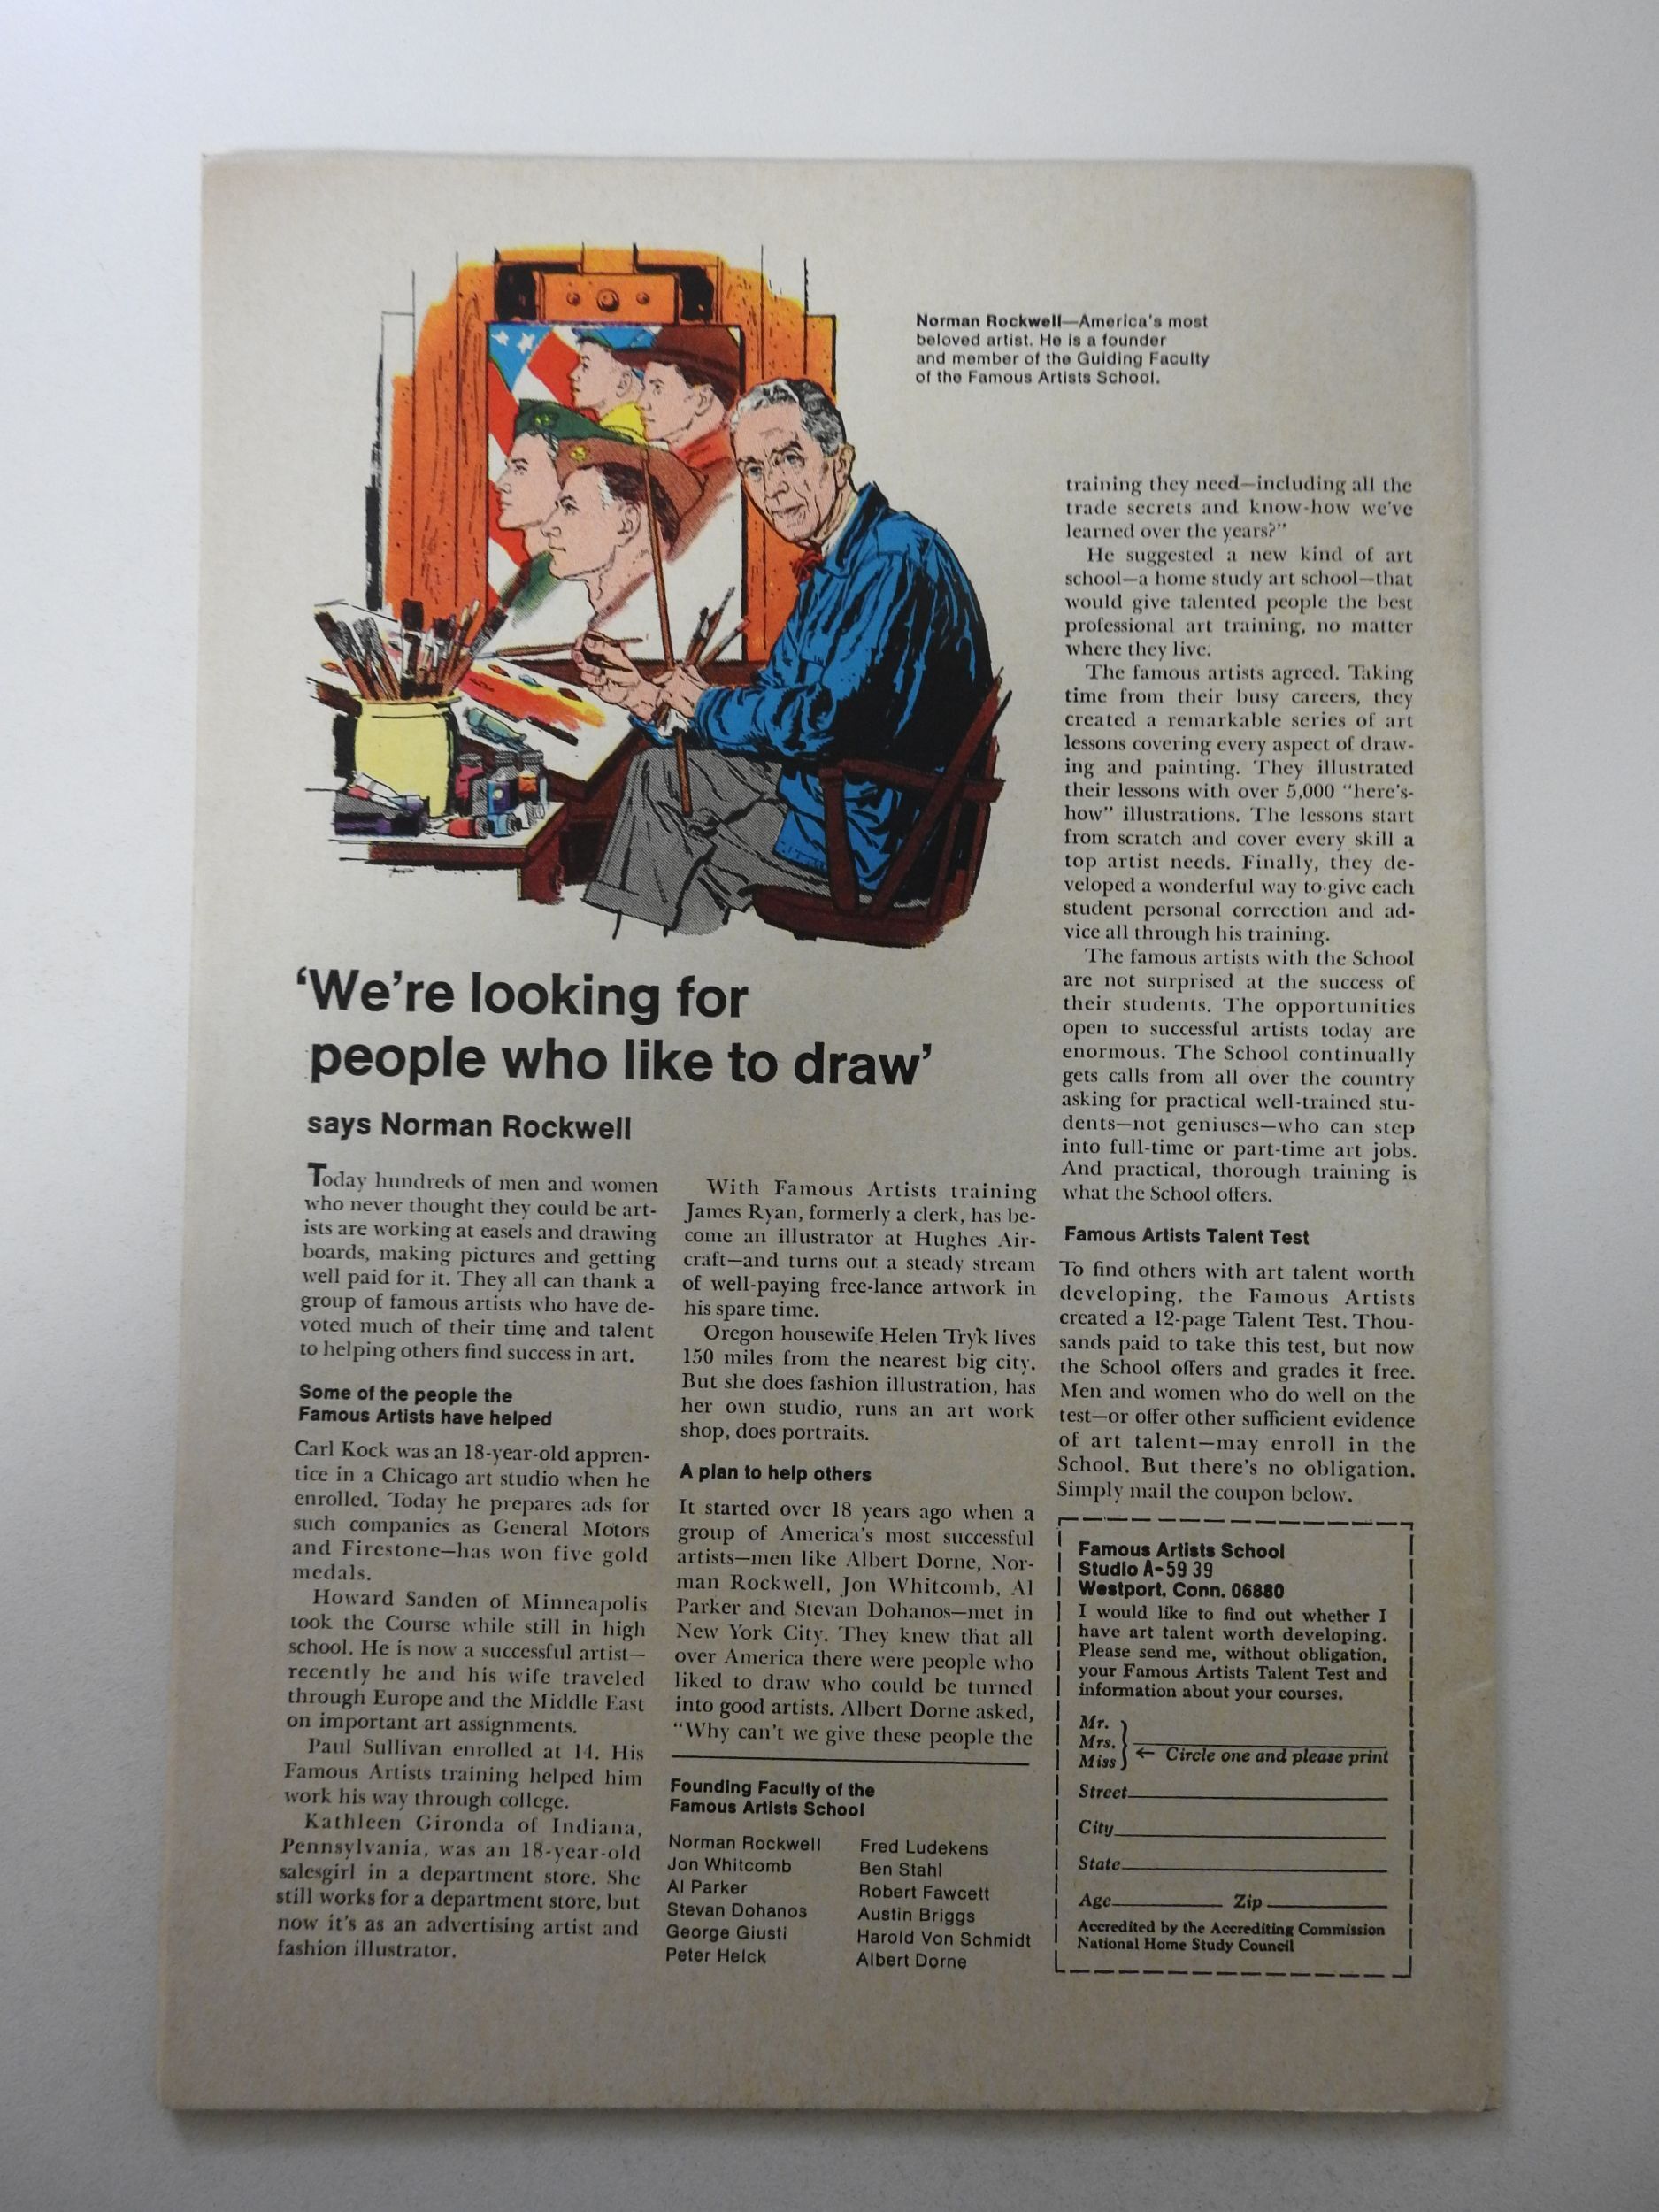 Norman Rockwell—America's most
beloved artist. He is a founder
and member of the Guiding Faculty
of the Famous Artists School.
'We're looking for
people who like to draw'
says Norman Rockwell
Today hundreds of men and women
who never thought they could be art-
ists are working at easels and drawing
boards, making pictures and getting
well paid for it. They all can thank a
group of famous artists who have de-
voted much of their time and talent
to helping others find success in art.
Some of the people the
Famous Artists have helped
Carl Kock was an 18-year-old appren-
tice in a Chicago art studio when he
enrolled. Today he prepares ads for
such companies as General Motors
and Firestone—has won five gold
medals.
Howard Sanden of Minneapolis
took the Course while still in high
school. He is now a successful artist—
recently he and his wife traveled
through Europe and the Middle East
on important art assignments.
Paul Sullivan enrolled at 14. His
Famous Artists training helped him
work his way through college.
Kathleen Gironda of Indiana,
Pennsylvania, was an 18-year-old
salesgirl in a department store. She
still works for a department store, but
now it's as an advertising artist and
fashion illustrator.
With Famous Artists training
James Ryan, formerly a clerk, has be-
come an illustrator at Hughes Air-
craft—and turns out a steady stream
of well-paying free-lance artwork in
his spare time.
Oregon housewife Helen Tryk lives
150 miles from the nearest big city.
But she does fashion illustration, has
her own studio, runs an art work
shop, does portraits.
A plan to help others
It started over 18 years ago when a
group of America's most successful
artists—men like Albert Dorne, Nor-
man Rockwell, Jon Whitcomb, Al
Parker and Stevan Dohanos—met in
New York City. They knew that all
over America there were people who
liked to draw who could be turned
into good artists. Albert Dorne asked,
"Why can't we give these people the
training they need—including all the
trade secrets and know-how we've
learned over the years?"
He suggested a new kind of art
school—a home study art school—that
would give talented people the best
professional art training, no matter
where they live.
The famous artists agreed. Taking
time from their busy careers, they
created a remarkable series of art
lessons covering every aspect of draw-
ing and painting. They illustrated
their lessons with over 5,000 "here's-
how" illustrations. The lessons start
from scratch and cover every skill a
top artist needs. Finally, they de-
veloped a wonderful way to give each
student personal correction and ad-
vice all through his training.
The famous artists with the School
are not surprised at the success of
their students. The opportunities
open to successful artists today are
enormous. The School continually
gets calls from all over the country
asking for practical well-trained stu-
dents—not geniuses—who can step
into full-time or part-time art jobs.
And practical, thorough training is
what the School offers.
Famous Artists Talent Test
To find others with art talent worth
developing, the Famous Artists
created a 12-page Talent Test. Thou-
sands paid to take this test, but now
the School offers and grades it free.
Men and women who do well on the
test—or offer other sufficient evidence
of art talent—may enroll in the
School. But there's no obligation.
Simply mail the coupon below.
Founding Faculty of the
Famous Artists School
Norman Rockwell
Jon Whitcomb
Al Parker
Stevan Dohanos
George Giusti
Peter Helck
Fred Ludekens
Ben Stahl
Robert Fawcett
Austin Briggs
Harold Von Schmidt
Albert Dorne
Famous Artists School
Studio A-5939
Westport, Conn. 06880
I would like to find out whether I
have art talent worth developing.
Please send me, without obligation,
your Famous Artists Talent Test and
information about your courses.
Mr.
Mrs.
Miss ← Circle one and please print
Street
City
State
Age Zip
Accredited by the Accrediting Commission
National Home Study Council